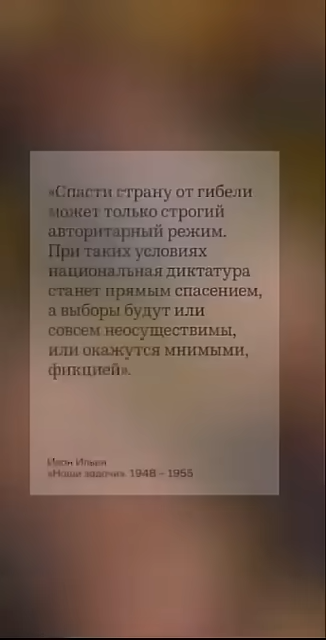 «Спасти страну от гибели
может только строгий
авторитарный режим.
При таких условиях
национальная диктатура
станет прямым спасением,
а выборы будут или
совсем неосуществимы,
или окажутся мнимыми,
фикцией».
Иван Ильин
«Наши задачи» 1948 – 1955